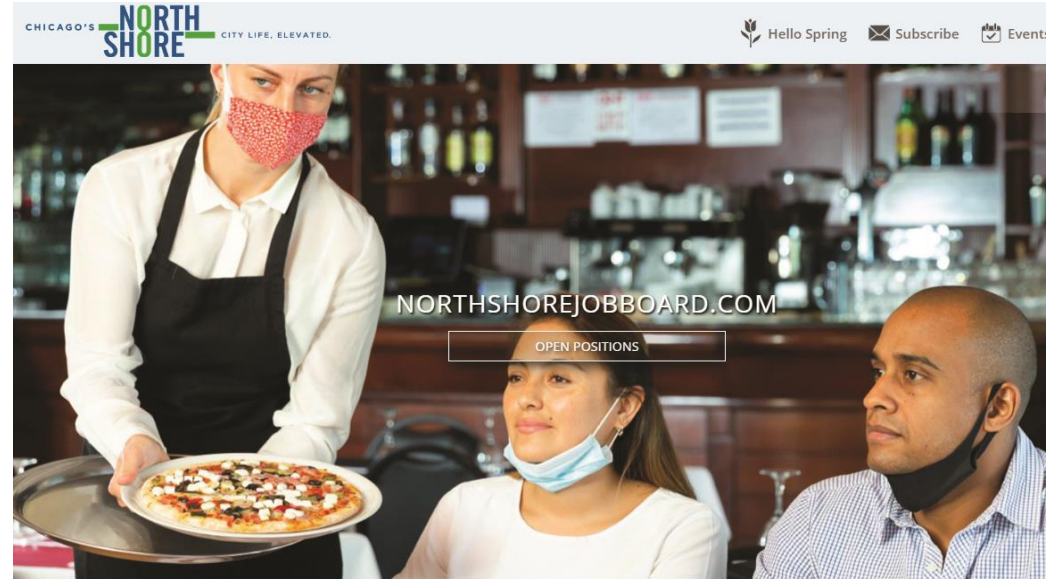 CHICAGO'S NORTH SHORE CITY LIFE, ELEVATED.
Hello Spring Subscribe Events
NORTHSHOREJOBBOARD.COM
OPEN POSITIONS